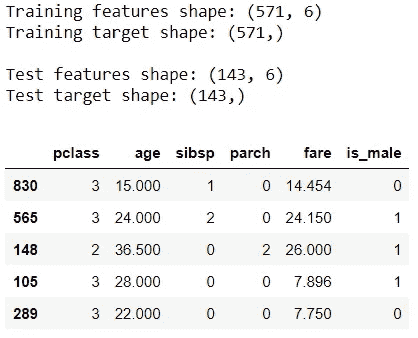 Training features shape: (571, 6)
Training target shape: (571,)
Test features shape: (143, 6)
Test target shape: (143,)
pclass age sibsp parch fare is_male
830 3 15.000 1 0 14.454 0
565 3 24.000 2 0 24.150 1
148 2 36.500 0 2 26.000 1
105 3 28.000 0 0 7.896 1
289 3 22.000 0 0 7.750 0